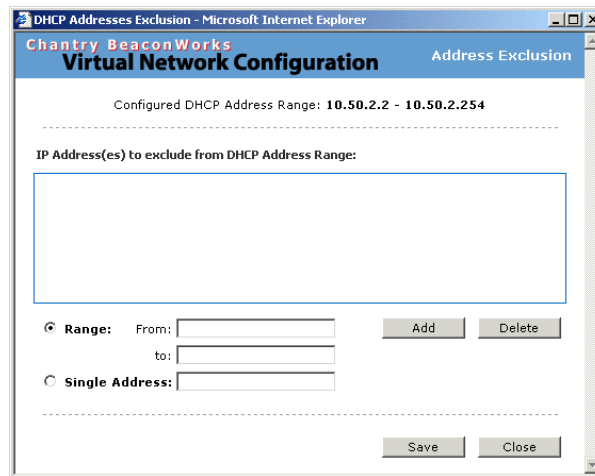 DHCP Addresses Exclusion - Microsoft Internet Explorer
Chantry BeaconWorks
Virtual Network Configuration
Address Exclusion
Configured DHCP Address Range: 10.50.2.2 - 10.50.2.254
IP Address(es) to exclude from DHCP Address Range:
Range: From: Add Delete
to:
Single Address:
Save Close